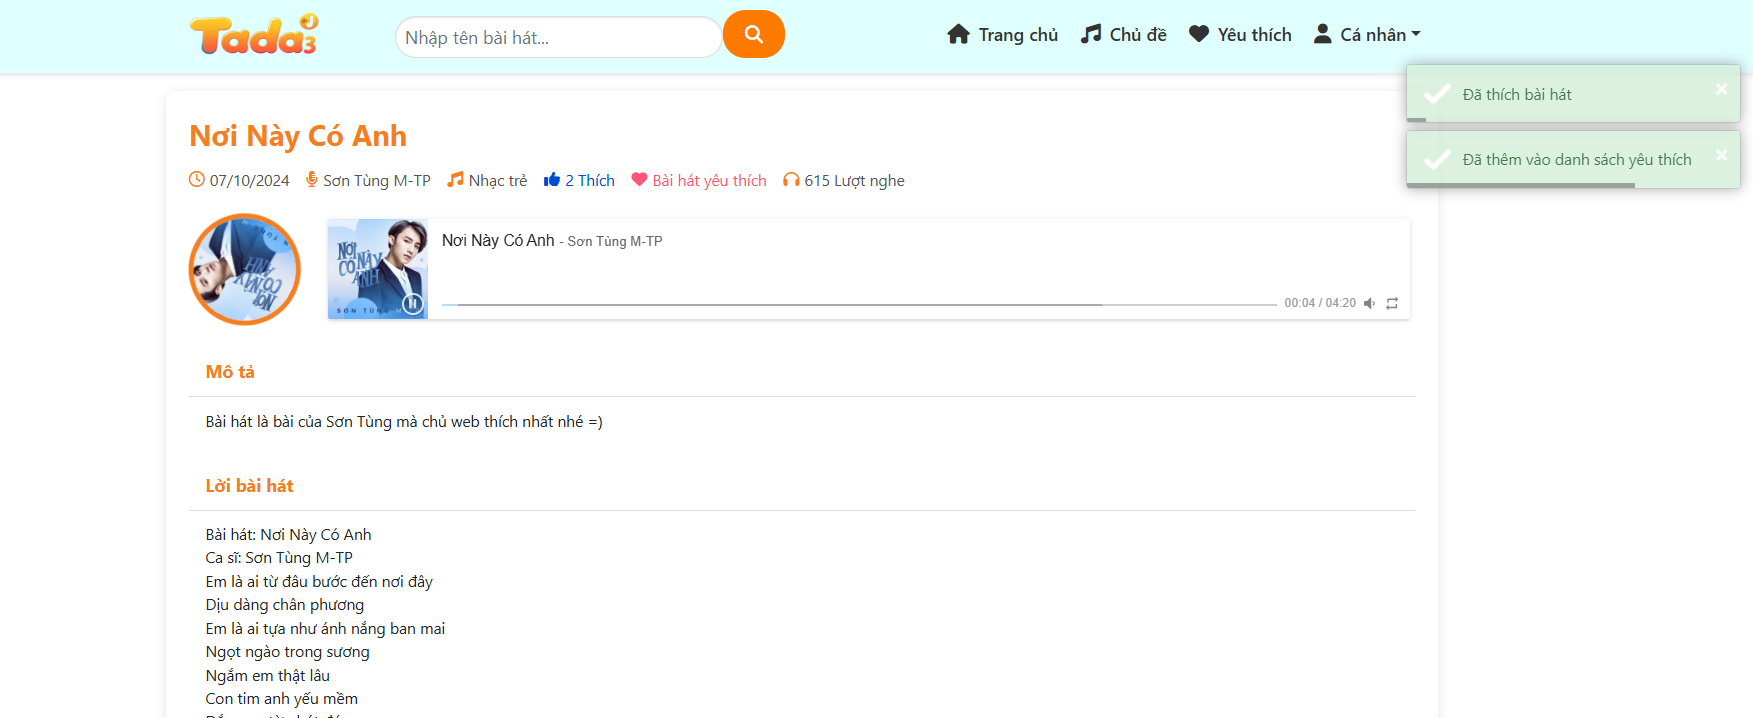 Tada3
Nhập tên bài hát...
Trang chủ
Chủ đề
Yêu thích
Cá nhân
Đã thích bài hát
Đã thêm vào danh sách yêu thích
Nơi Này Có Anh
07/10/2024 Sơn Tùng M-TP Nhạc trẻ 2 Thích Bài hát yêu thích 615 Lượt nghe
NƠI
NÀY
CÓ
ANH
SƠN TÙNG M
Nơi Này Có Anh - Sơn Tùng M-TP
00:04 / 04:20
Mô tả
Bài hát là bài của Sơn Tùng mà chủ web thích nhất nhé =)
Lời bài hát
Bài hát: Nơi Này Có Anh
Ca sĩ: Sơn Tùng M-TP
Em là ai từ đâu bước đến nơi đây
Dịu dàng chân phương
Em là ai tựa như ánh nắng ban mai
Ngọt ngào trong sương
Ngắm em thật lâu
Con tim anh yếu mềm